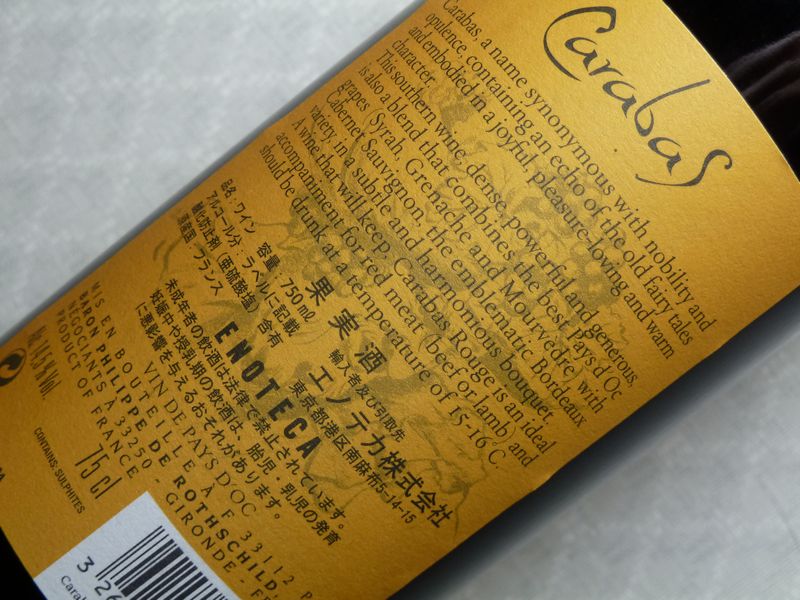 Carabas
Carabas, a name synonymous with nobility and
opulence, containing an echo of the old fairy tales
and embodied in a joyful, pleasure-loving and warm
character.
This southern wine, dense, powerful and generous,
is also a blend that combines the best Pays d'Oc
grapes (Syrah, Grenache and Mourvèdre) with
Cabernet Sauvignon, the emblematic Bordeaux
variety, in a subtle and harmonious bouquet.
A wine that will keep, Carabas Rouge is an ideal
accompaniment for red meat (beef or lamb) and
should be drunk at a temperature of 15-16°C.
果実酒
輸入者及び引取先
エノテカ株式会社
東京都港区南麻布5-14-15
品名:ワイン 容量:750㎖
アルコール分:ラベルに記載
酸化防止剤(亜硫酸塩)含有
原産国:フランス
ENOTECA
未成年者の飲酒は法律で禁止されています。
妊娠中や授乳期の飲酒は、胎児・乳児の発育
に悪影響を与えるおそれがあります。
VIN DE PAYS D'OC
MIS EN BOUTEILLE À F 33112 P
BARON PHILIPPE DE ROTHSCHILD,
NÉGOCIANTS À 33250 - GIRONDE - F
PRODUCT OF FRANCE
Alc 14,5 %Vol. 75 cl
CONTAINS: SULPHITES
3 26
Carab